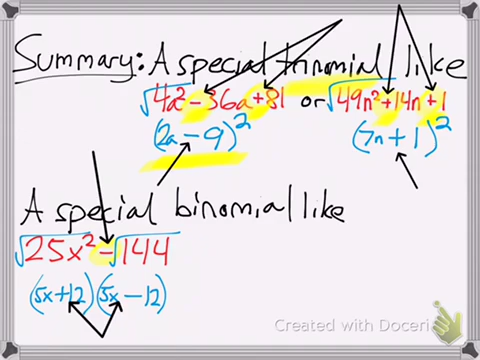 Summary: A special trinomial like
√4a² - 36a + 81 or √49n² + 14n + 1
(2a - 9)² (7n + 1)²
A special binomial like
√25x² - √144
(5x + 12)(5x - 12)
Created with Doceri